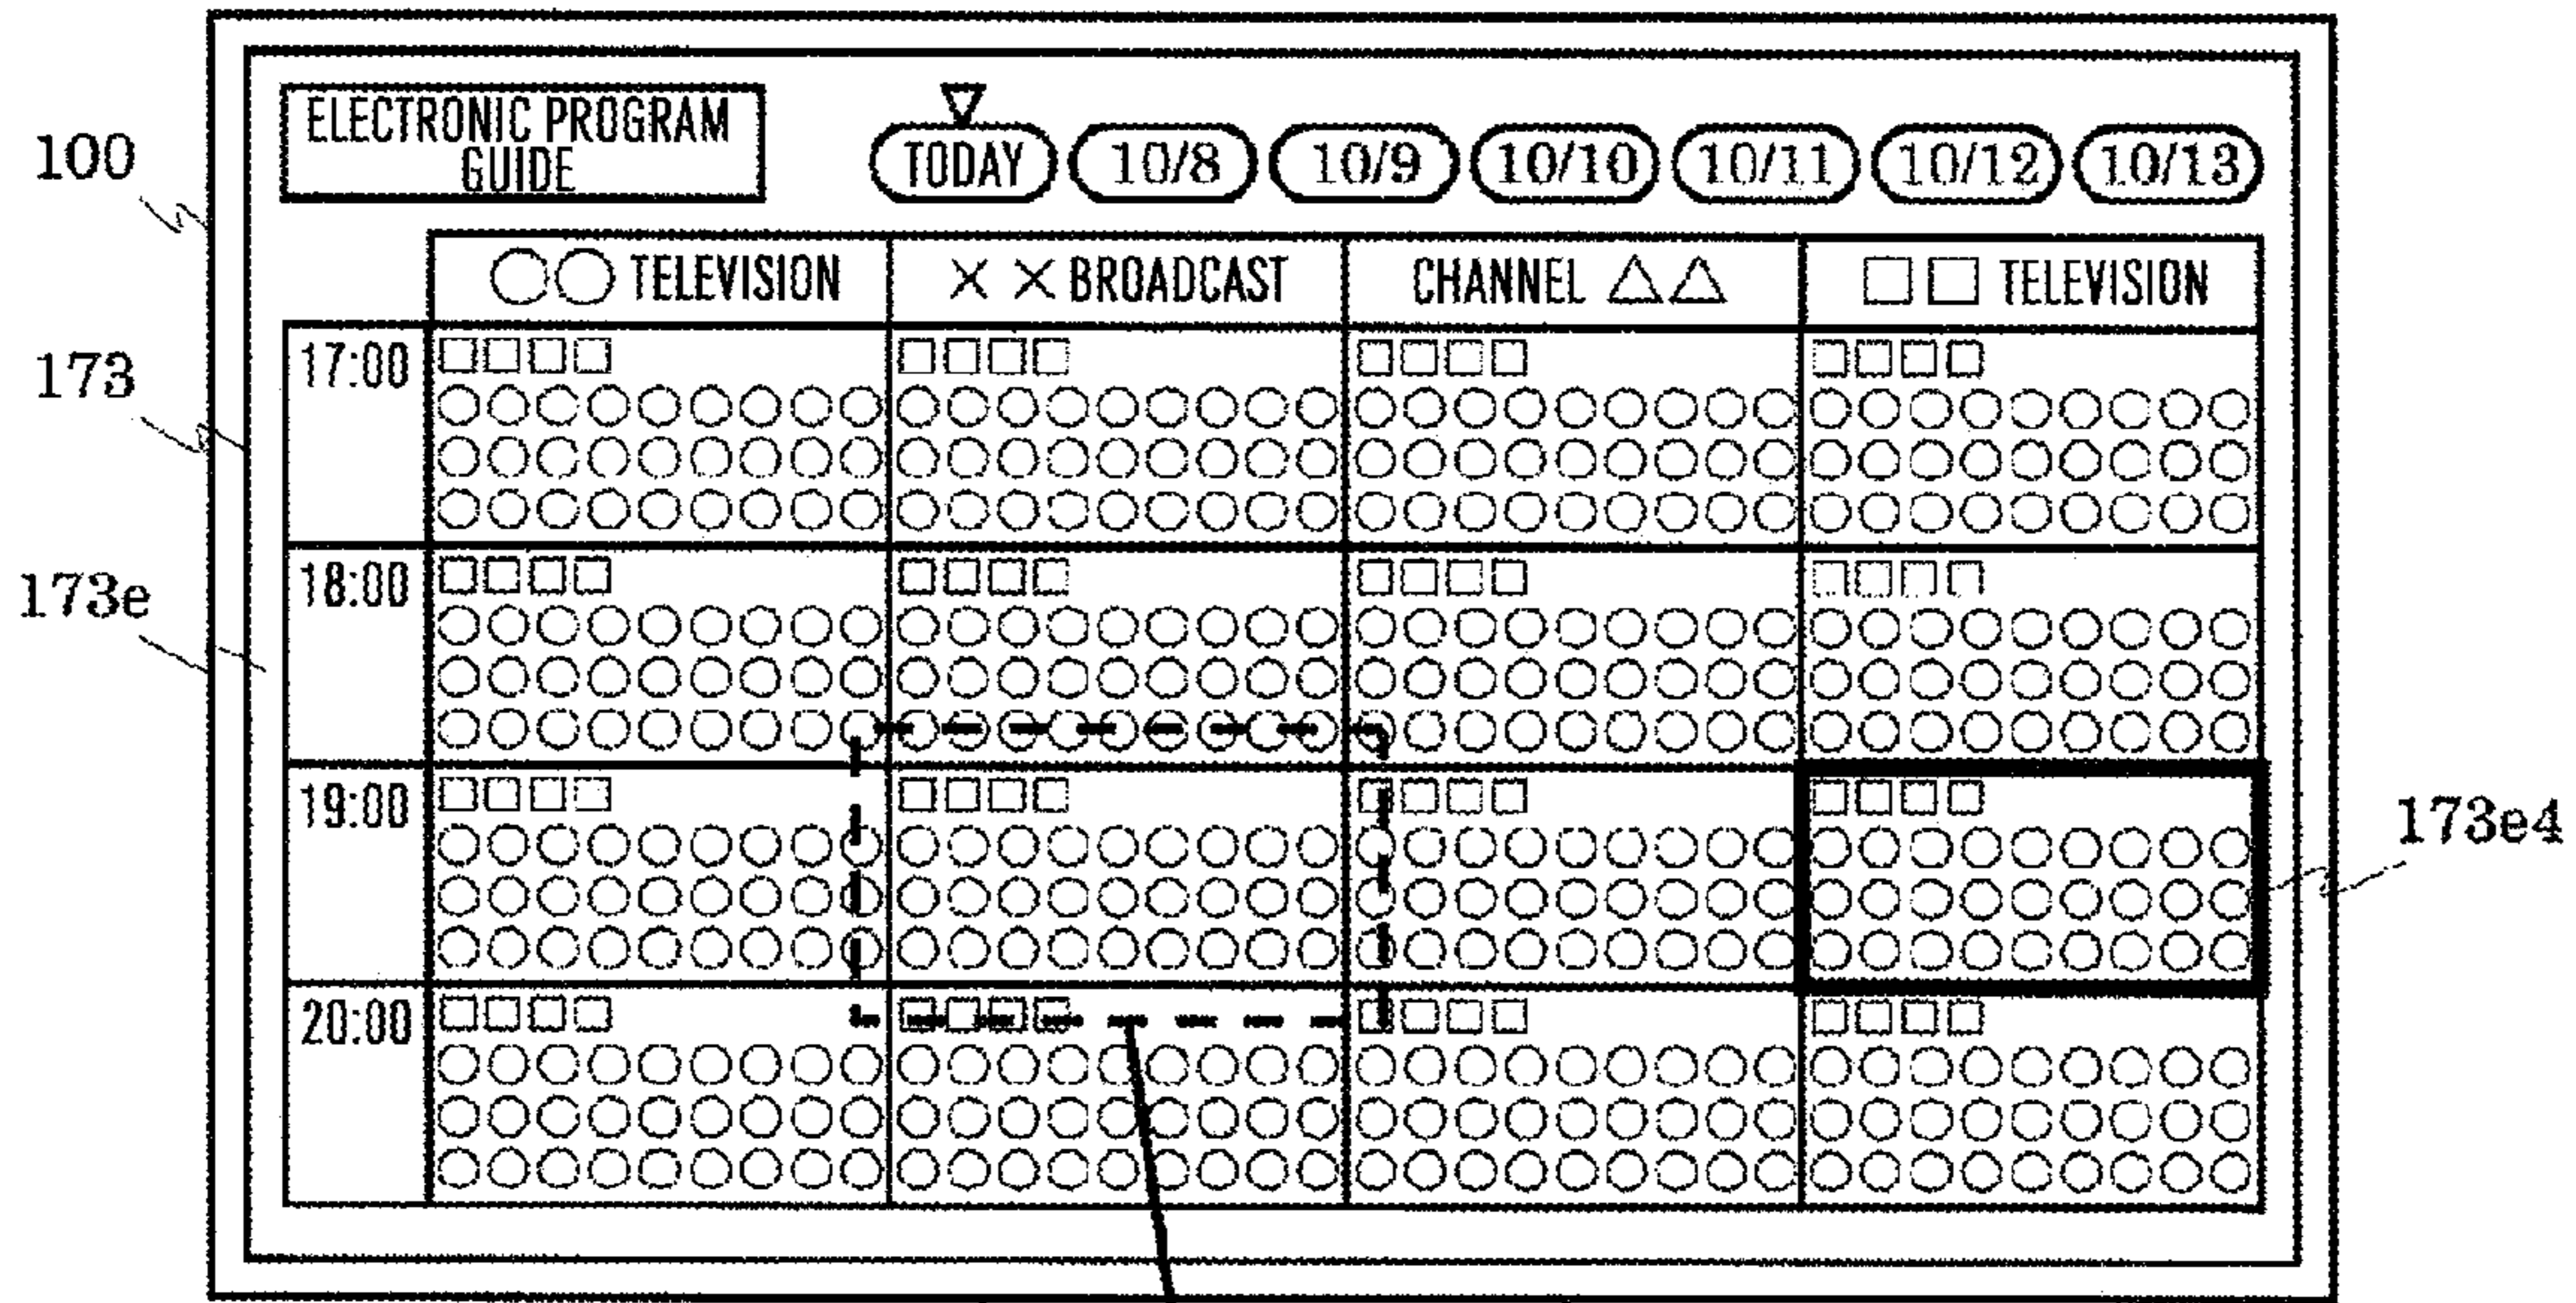 ELECTRONIC PROGRAM
GUIDE
TODAY 10/8 10/9 10/10 10/11 10/12 10/13
100
○○ TELEVISION ×× BROADCAST CHANNEL △△ □□ TELEVISION
17:00 □□□□ □□□□ □□□□ □□□□
○○○○○○○○○ ○○○○○○○○○ ○○○○○○○○○ ○○○○○○○○○
○○○○○○○○○ ○○○○○○○○○ ○○○○○○○○○ ○○○○○○○○○
○○○○○○○○○ ○○○○○○○○○ ○○○○○○○○○ ○○○○○○○○○
173
18:00 □□□□ □□□□ □□□□ □□□□
○○○○○○○○○ ○○○○○○○○○ ○○○○○○○○○ ○○○○○○○○○
○○○○○○○○○ ○○○○○○○○○ ○○○○○○○○○ ○○○○○○○○○
○○○○○○○○○ ○○○○○○○○○ ○○○○○○○○○ ○○○○○○○○○
173e
19:00 □□□□ □□□□ □□□□ □□□□
○○○○○○○○○ ○○○○○○○○○ ○○○○○○○○○ ○○○○○○○○○
○○○○○○○○○ ○○○○○○○○○ ○○○○○○○○○ ○○○○○○○○○
○○○○○○○○○ ○○○○○○○○○ ○○○○○○○○○ ○○○○○○○○○
173e4
20:00 □□□□ □□□□ □□□□ □□□□
○○○○○○○○○ ○○○○○○○○○ ○○○○○○○○○ ○○○○○○○○○
○○○○○○○○○ ○○○○○○○○○ ○○○○○○○○○ ○○○○○○○○○
○○○○○○○○○ ○○○○○○○○○ ○○○○○○○○○ ○○○○○○○○○